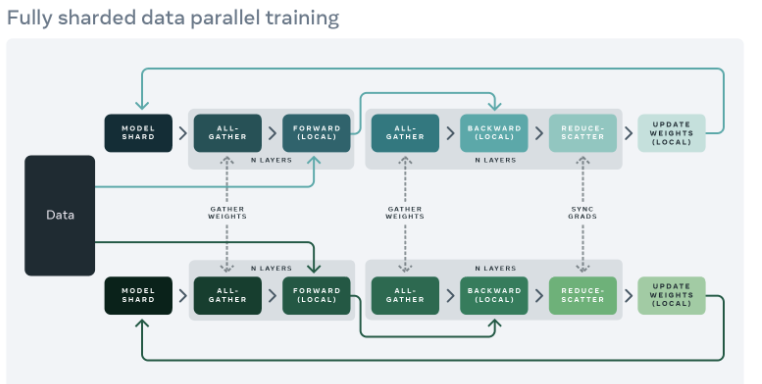 Fully sharded data parallel training
MODEL
SHARD
ALL-
GATHER
FORWARD
(LOCAL)
ALL-
GATHER
BACKWARD
(LOCAL)
REDUCE-
SCATTER
UPDATE
WEIGHTS
(LOCAL)
N LAYERS
N LAYERS
Data
GATHER
WEIGHTS
GATHER
WEIGHTS
SYNC
GRADS
N LAYERS
N LAYERS
MODEL
SHARD
ALL-
GATHER
FORWARD
(LOCAL)
ALL-
GATHER
BACKWARD
(LOCAL)
REDUCE-
SCATTER
UPDATE
WEIGHTS
(LOCAL)